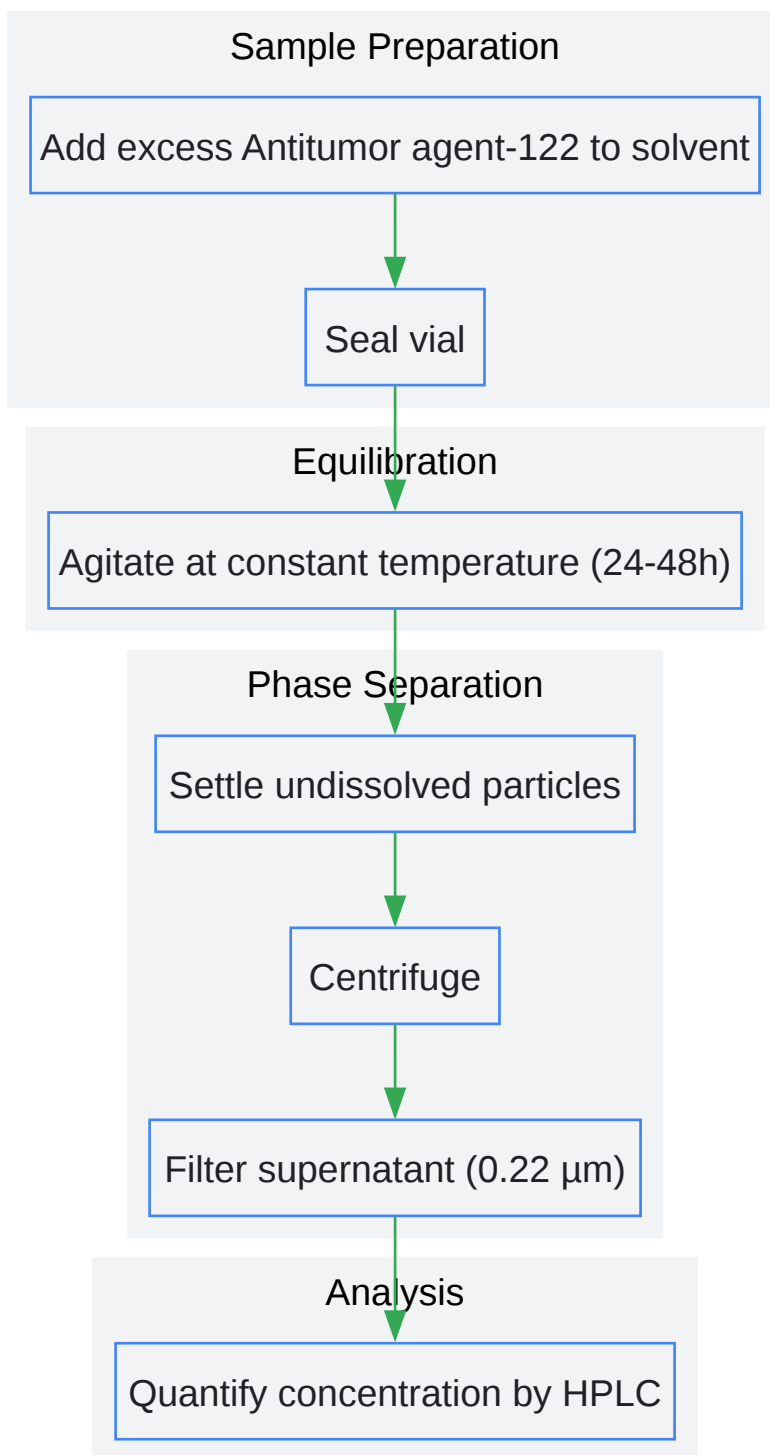 Sample Preparation
Add excess Antitumor agent-122 to solvent
Seal vial
Equilibration
Agitate at constant temperature (24-48h)
Phase Separation
Settle undissolved particles
Centrifuge
Filter supernatant (0.22 µm)
Analysis
Quantify concentration by HPLC